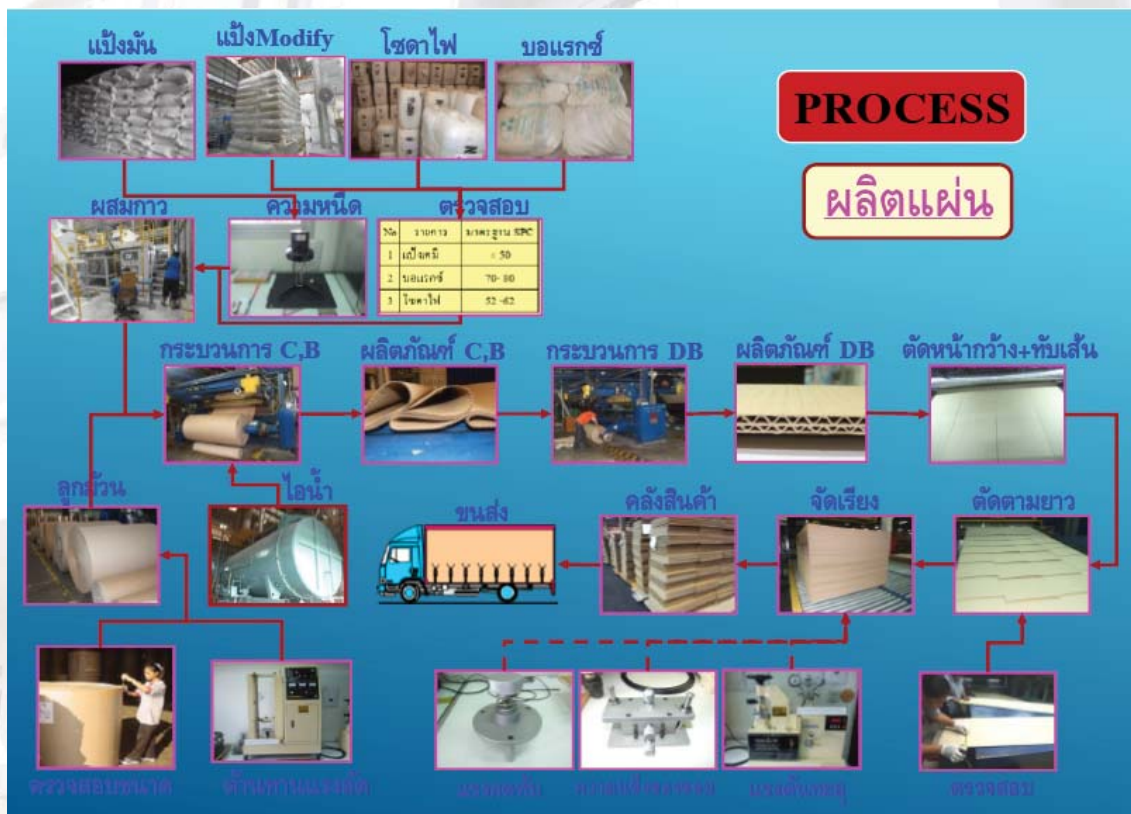 แป้งมัน
แป้งModify
โซดาไฟ
บอแรกซ์
PROCESS
ผลิตแผ่น
ผสมกาว
ความหนืด
ตรวจสอบ
No รายการ มาตรฐาน SPC
1 < 50
2 บอแรกซ์ 70-80
3 โซดาไฟ 52-62
กระบวนการ C,B
ผลิตภัณฑ์ C,B
กระบวนการ DB
ผลิตภัณฑ์ DB
ตัดหน้ากว้าง+ทับเส้น
ลูกม้วน
ไอน้ำ
ขนส่ง
คลังสินค้า
จัดเรียง
ตัดตามยาว
ตรวจสอบขนาด
แรงดันทะลุ
ตรวจสอบ